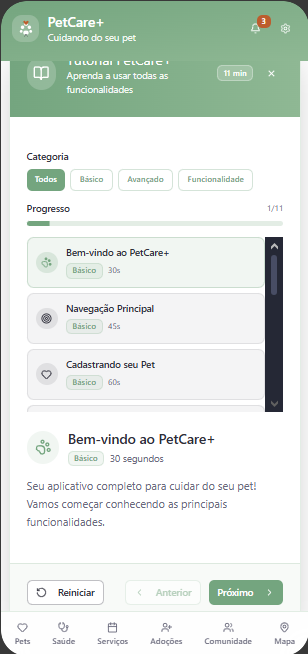 PetCare+
Cuidando do seu pet
3
Tutorial PetCare+
Aprenda a usar todas as
funcionalidades
11 min
Categoria
Todos
Básico
Avançado
Funcionalidade
Progresso
1/11
Bem-vindo ao PetCare+
Básico
30s
Navegação Principal
Básico
45s
Cadastrando seu Pet
Básico
60s
Bem-vindo ao PetCare+
Básico
30 segundos
Seu aplicativo completo para cuidar do seu pet!
Vamos começar conhecendo as principais
funcionalidades.
Reiniciar
Anterior
Próximo
Pets
Saúde
Serviços
Adoções
Comunidade
Mapa